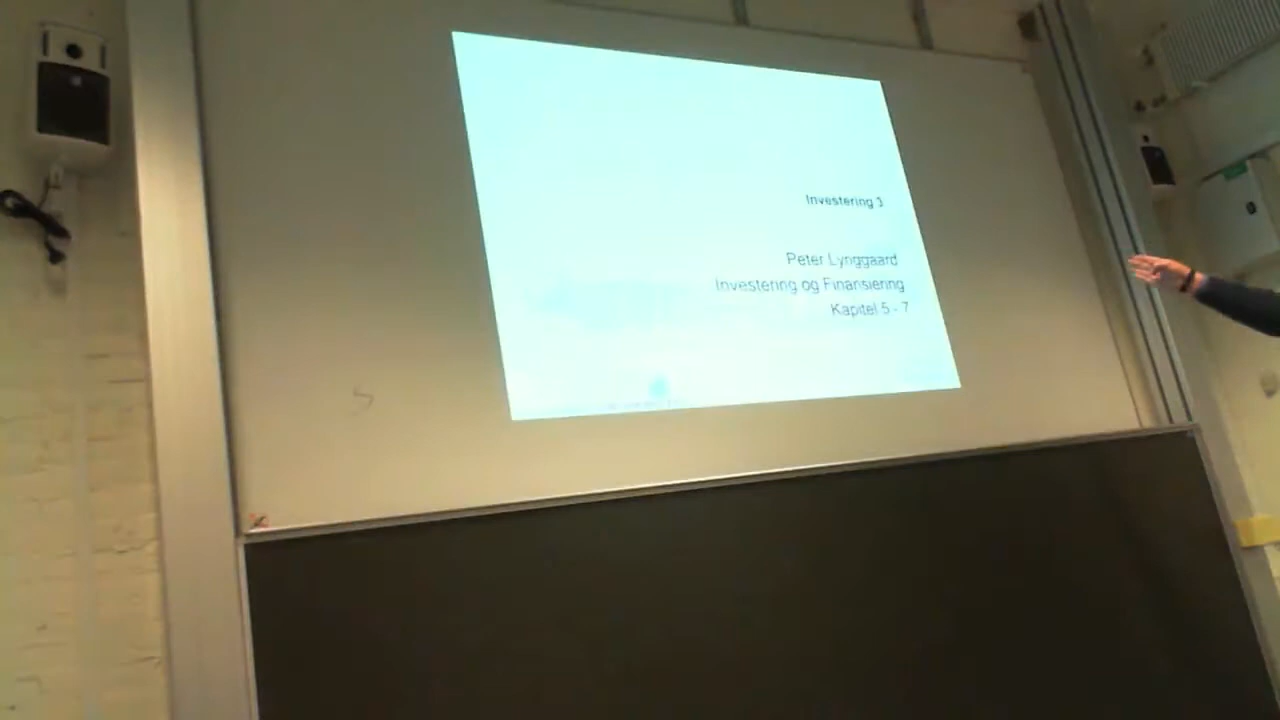 Investering 3
Peter Lynggaard
Investering og Finansiering
Kapitel 5 - 7